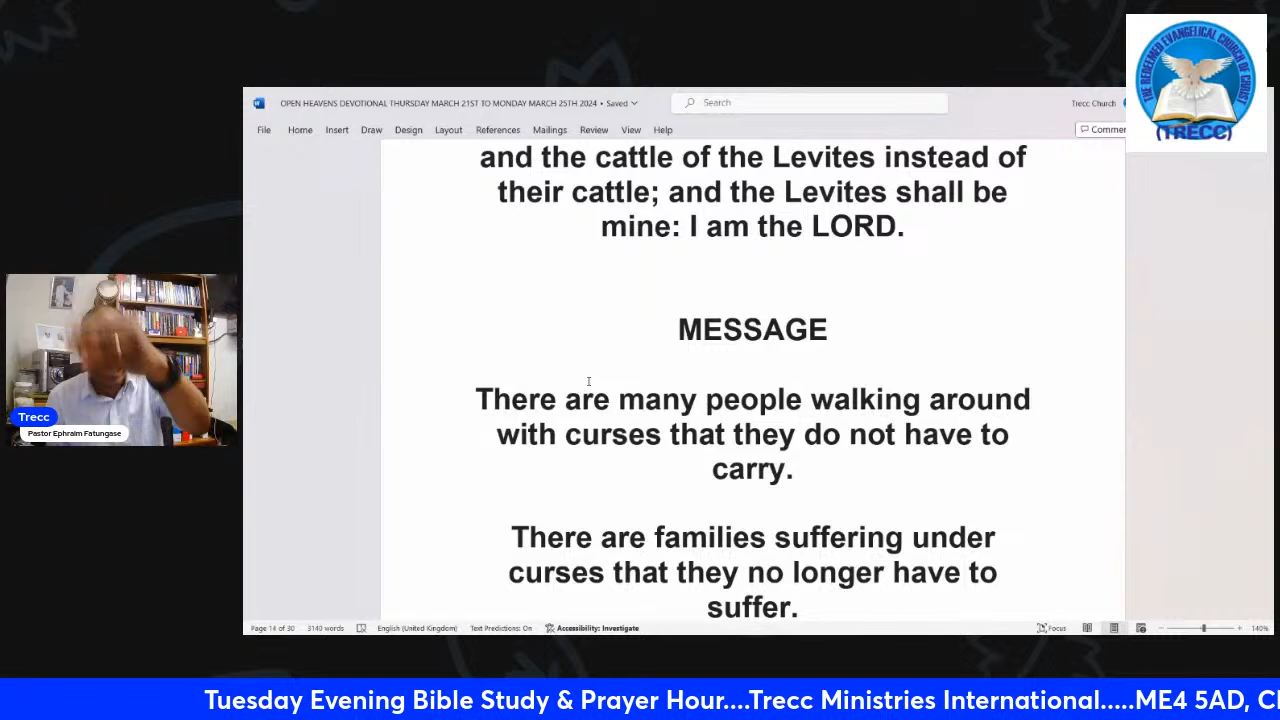 OPEN HEAVENS DEVOTIONAL THURSDAY MARCH 21ST TO MONDAY MARCH 25TH 2024 • Saved
Search
Trecc Church
File Home Insert Draw Design Layout References Mailings Review View Help
Commen
THE REDEEMED EVANGELICAL CHURCH OF CHRIST
(TRECC)
and the cattle of the Levites instead of
their cattle; and the Levites shall be
mine: I am the LORD.
MESSAGE
There are many people walking around
with curses that they do not have to
carry.
There are families suffering under
curses that they no longer have to
suffer.
Trecc
Pastor Ephraim Fatungase
Page 14 of 30 3140 words English (United Kingdom) Text Predictions: On Accessibility: Investigate Focus 140%
Tuesday Evening Bible Study & Prayer Hour....Trecc Ministries International.....ME4 5AD, C